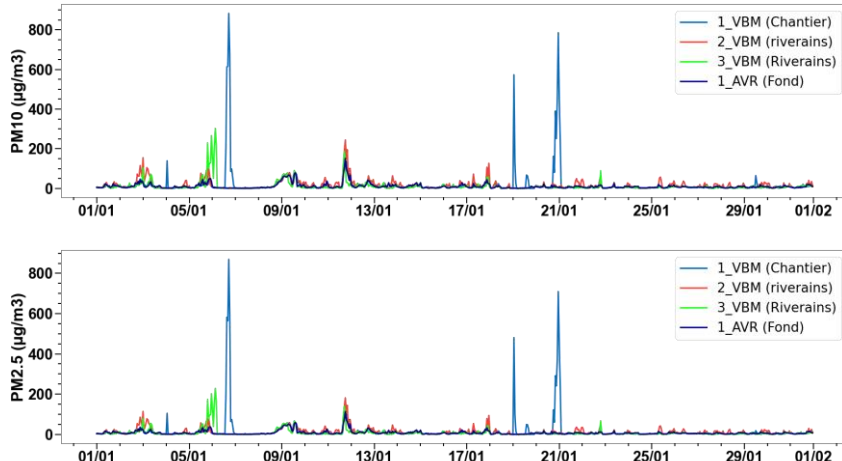 PM10 (µg/m3)
800
600
400
200
0
1_VBM (Chantier)
2_VBM (riverains)
3_VBM (Riverains)
1_AVR (Fond)
01/01 05/01 09/01 13/01 17/01 21/01 25/01 29/01 01/02
PM2.5 (µg/m3)
800
600
400
200
0
1_VBM (Chantier)
2_VBM (riverains)
3_VBM (Riverains)
1_AVR (Fond)
01/01 05/01 09/01 13/01 17/01 21/01 25/01 29/01 01/02